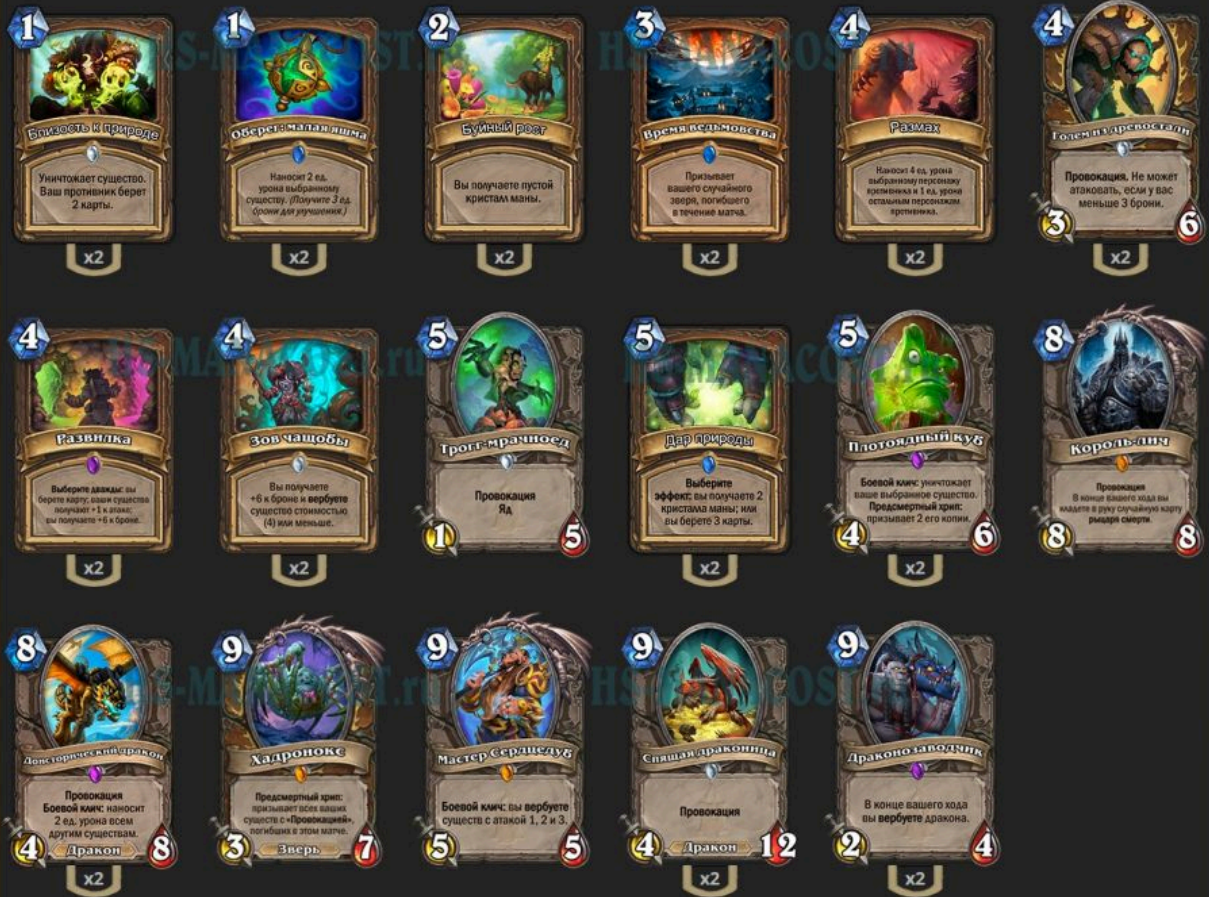 1
Близость к природе
Уничтожает существо.
Ваш противник берет
2 карты.
x2
1
Оберег: малая яшма
Наносит 2 ед.
урона выбранному
существу. (Получите 3 ед.
брони для улучшения.)
x2
2
Буйный рост
Вы получаете пустой
кристалл маны.
x2
3
Время ведьмовства
Призывает
вашего случайного
зверя, погибшего
в течение матча.
x2
4
Размах
Наносит 4 ед. урона
выбранному персонажу
противника и 1 ед. урона
остальным персонажам
противника.
x2
4
Голем из древостали
Провокация. Не может
атаковать, если у вас
меньше 3 брони.
3
6
x2
4
Развилка
Выберите дважды: вы
берете карту; ваши существа
получают +1 к атаке;
вы получаете +6 к броне.
x2
4
Зов чащобы
Вы получаете
+6 к броне и вербуете
существо стоимостью
(4) или меньше.
x2
5
Трогг-мрачноед
Провокация
Яд
1
5
5
Дар природы
Выберите
эффект: вы получаете 2
кристалла маны; или
вы берете 3 карты.
x2
5
Плотоядный куб
Боевой клич: уничтожает
ваше выбранное существо.
Предсмертный хрип:
призывает 2 его копии.
4
6
x2
8
Король-лич
Провокация
В конце вашего хода вы
кладете в руку случайную карту
рыцаря смерти.
8
8
8
Доисторический дракон
Провокация
Боевой клич: наносит
2 ед. урона всем
другим существам.
4
Дракон
8
x2
9
Хадронокс
Предсмертный хрип:
призывает всех ваших
существ с «Провокацией»,
погибших в этом матче.
3
Зверь
7
9
Мастер Сердцедуб
Боевой клич: вы вербуете
существ с атакой 1, 2 и 3.
5
5
9
Спящая драконица
Провокация
4
Дракон
12
x2
9
Драконозаводчик
В конце вашего хода
вы вербуете дракона.
2
4
x2